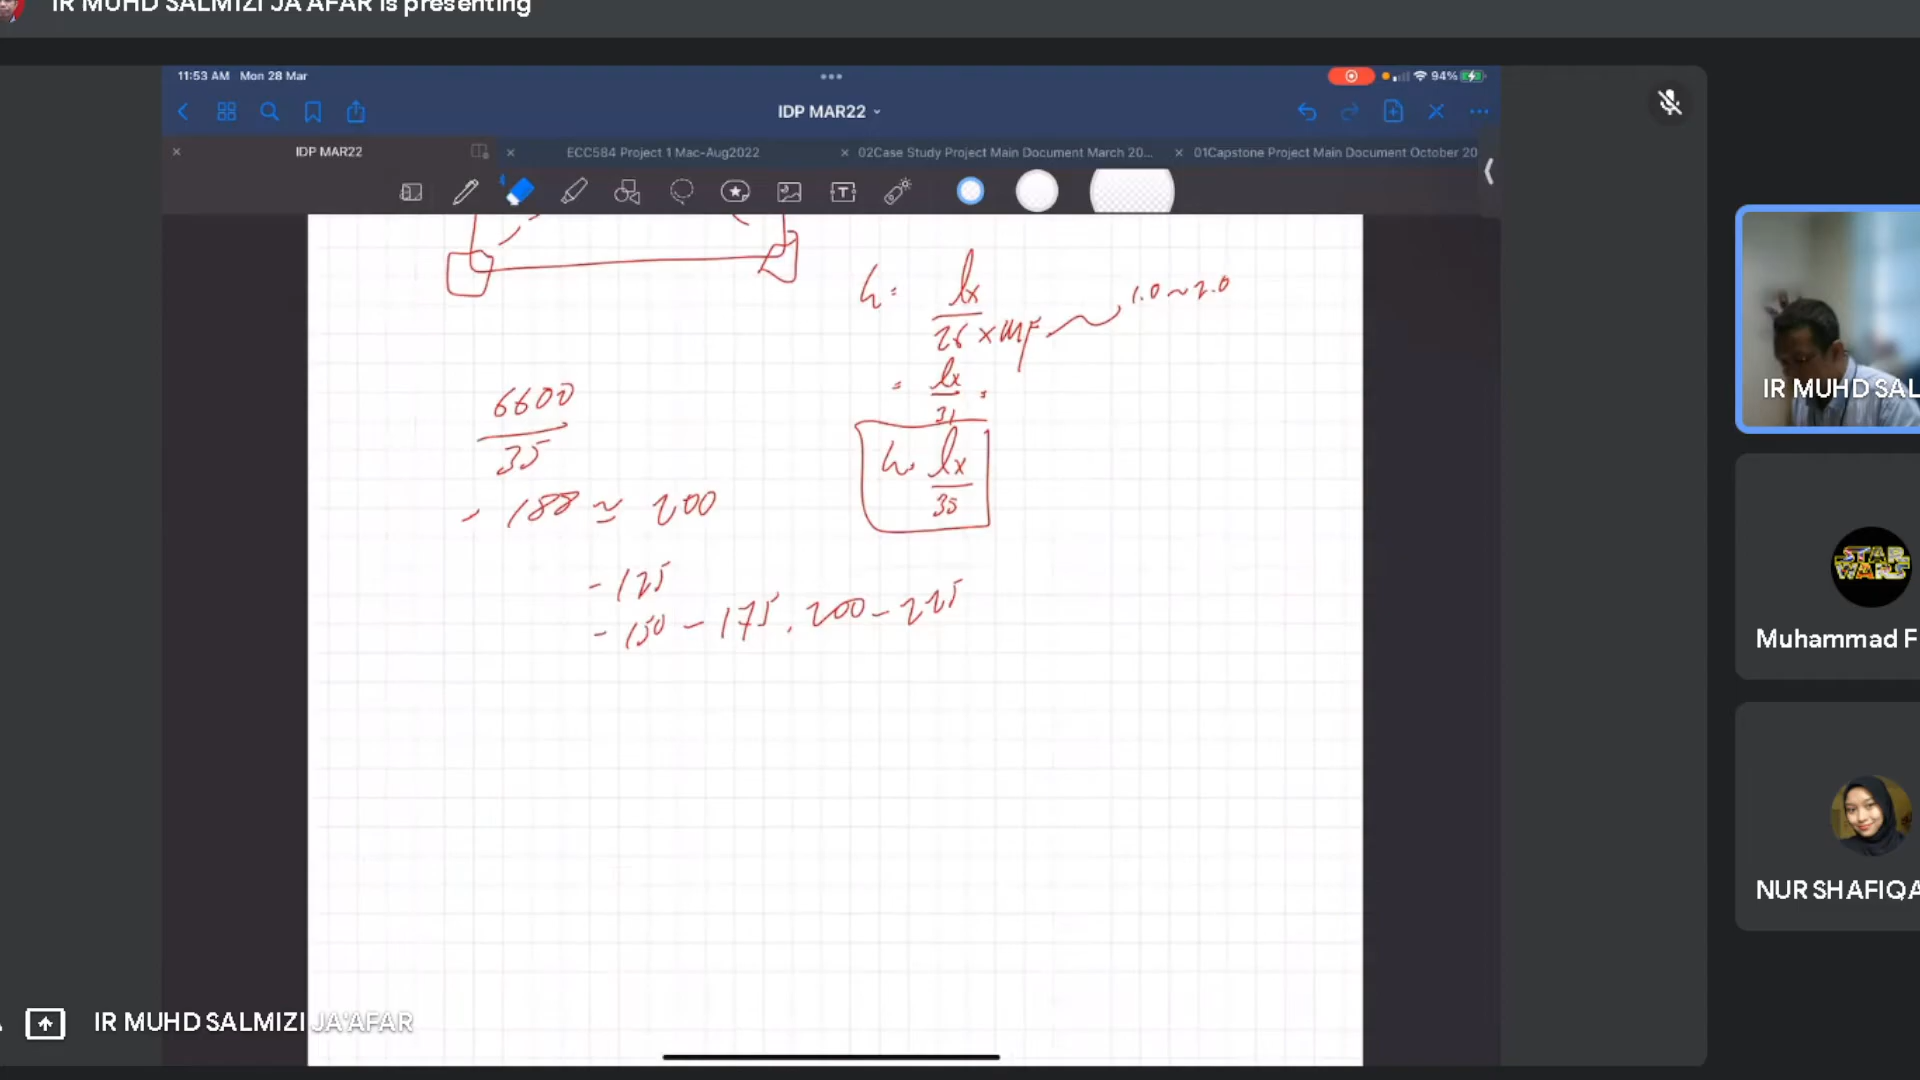 IR MUHD SALMIZI JA'AFAR is presenting
11:53 AM Mon 28 Mar
94%
IDP MAR22
IDP MAR22
ECC584 Project 1 Mac-Aug2022
02Case Study Project Main Document March 20...
01Capstone Project Main Document October 20
h = lx
26 x MF
1.0 ~ 2.0
= lx
31
6600
35
h = lx
35
= 188 ≈ 200
- 125
- 150 - 175. 200 - 225
IR MUHD SAL
STAR WARS
Muhammad F
NUR SHAFIQA
IR MUHD SALMIZI JA'AFAR